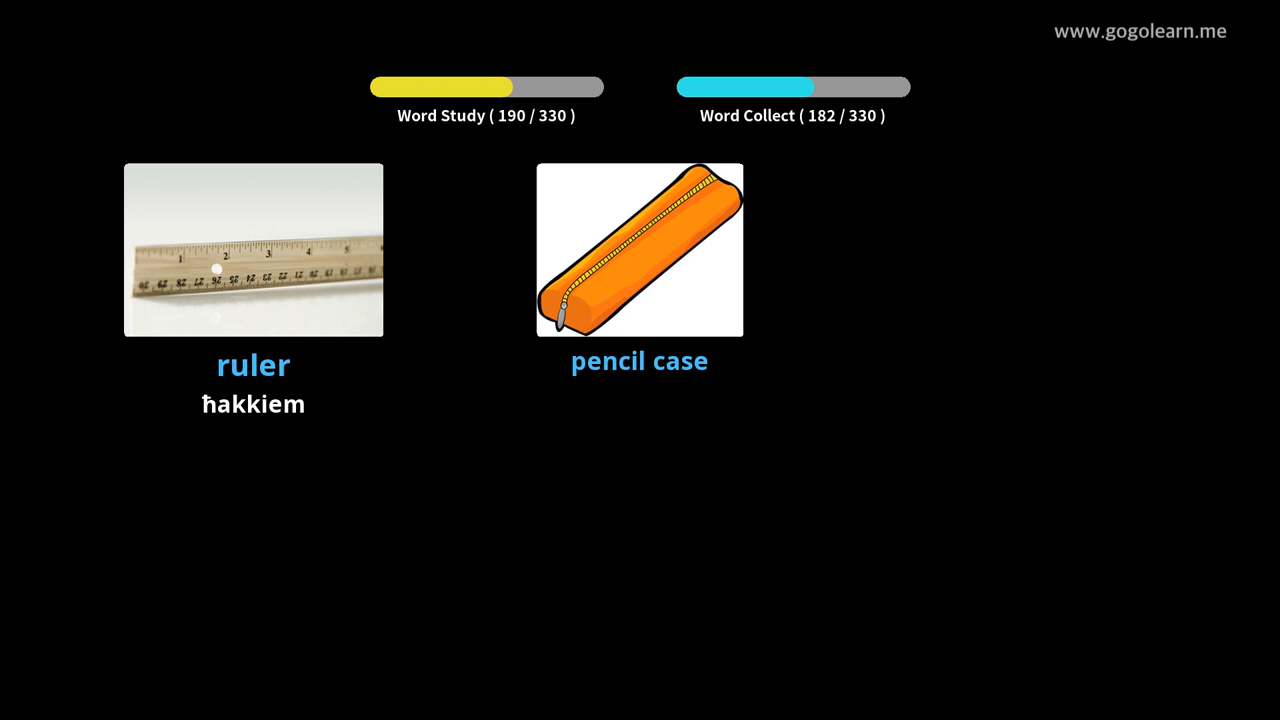 www.gogolearn.me
Word Study ( 190 / 330 )
Word Collect ( 182 / 330 )
ruler
ħakkiem
pencil case